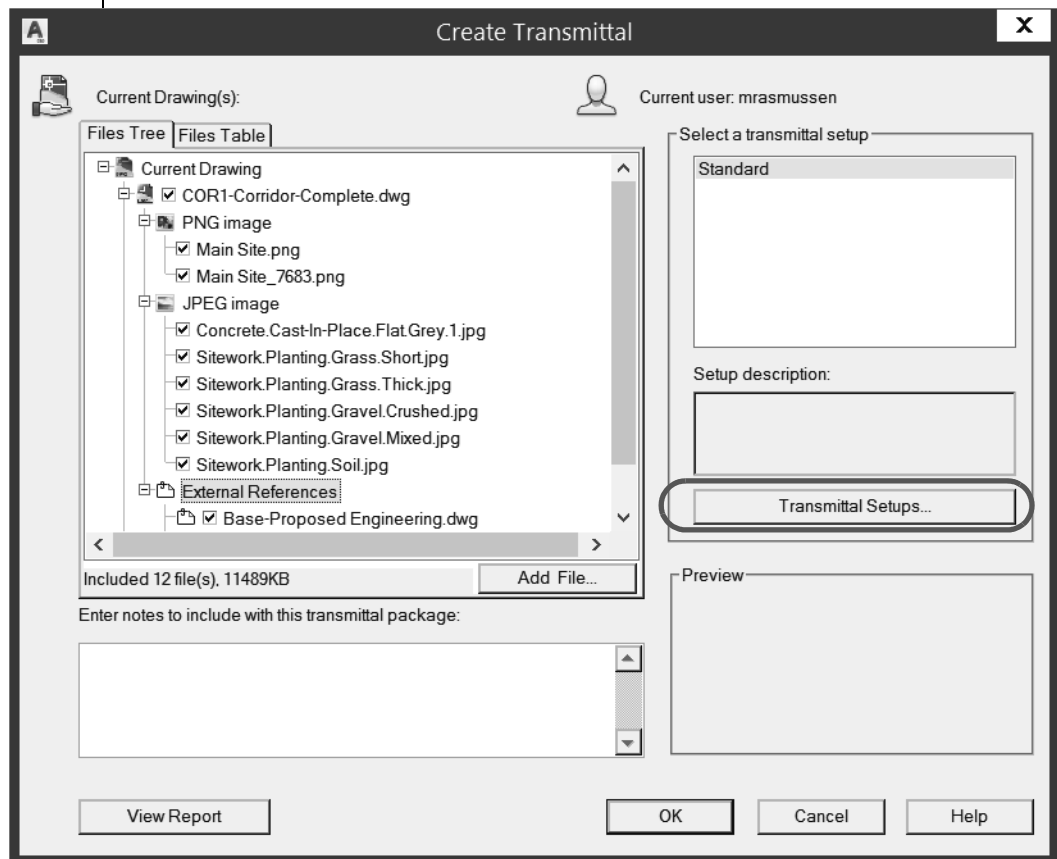 Create Transmittal
X
Current Drawing(s):
Current user: mrasmussen
Files Tree
Files Table
Current Drawing
COR1-Corridor-Complete.dwg
PNG image
Main Site.png
Main Site_7683.png
JPEG image
Concrete.Cast-In-Place.Flat.Grey.1.jpg
Sitework.Planting.Grass.Short.jpg
Sitework.Planting.Grass.Thick.jpg
Sitework.Planting.Gravel.Crushed.jpg
Sitework.Planting.Gravel.Mixed.jpg
Sitework.Planting.Soil.jpg
External References
Base-Proposed Engineering.dwg
Included 12 file(s), 11489KB
Add File...
Enter notes to include with this transmittal package:
Select a transmittal setup
Standard
Setup description:
Transmittal Setups...
Preview
View Report
OK
Cancel
Help